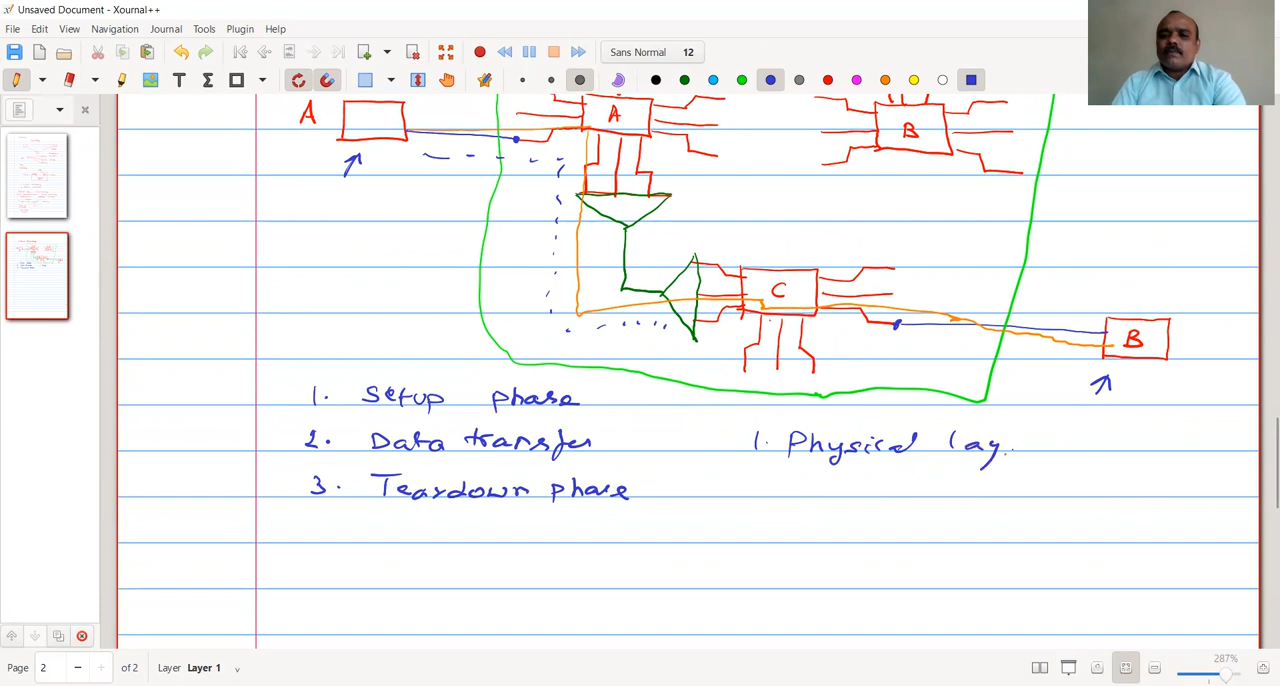 Unsaved Document - Xournal++
File Edit View Navigation Journal Tools Plugin Help
Sans Normal 12
A
A
B
C
B
1. Setup phase
2. Data transfer
1. Physical lay
3. Teardown phase
Page 2 of 2 Layer Layer 1
287%